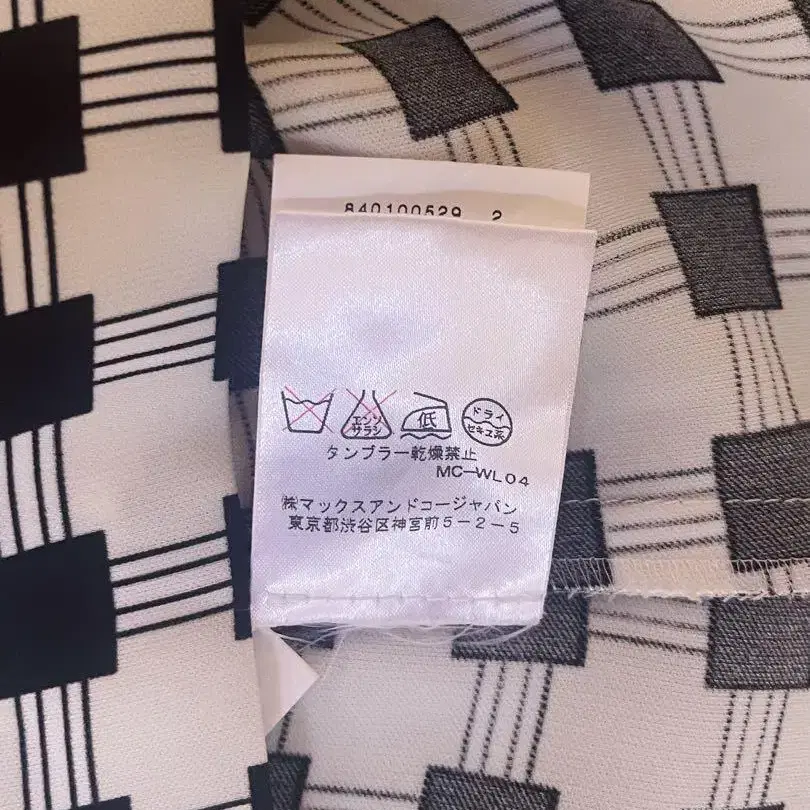 840100529 2
エンソ
サラシ
低
ドライ
セキユ系
タンブラー乾燥禁止
MC-WL04
㈱マックスアンドコージャパン
東京都渋谷区神宮前5-2-5